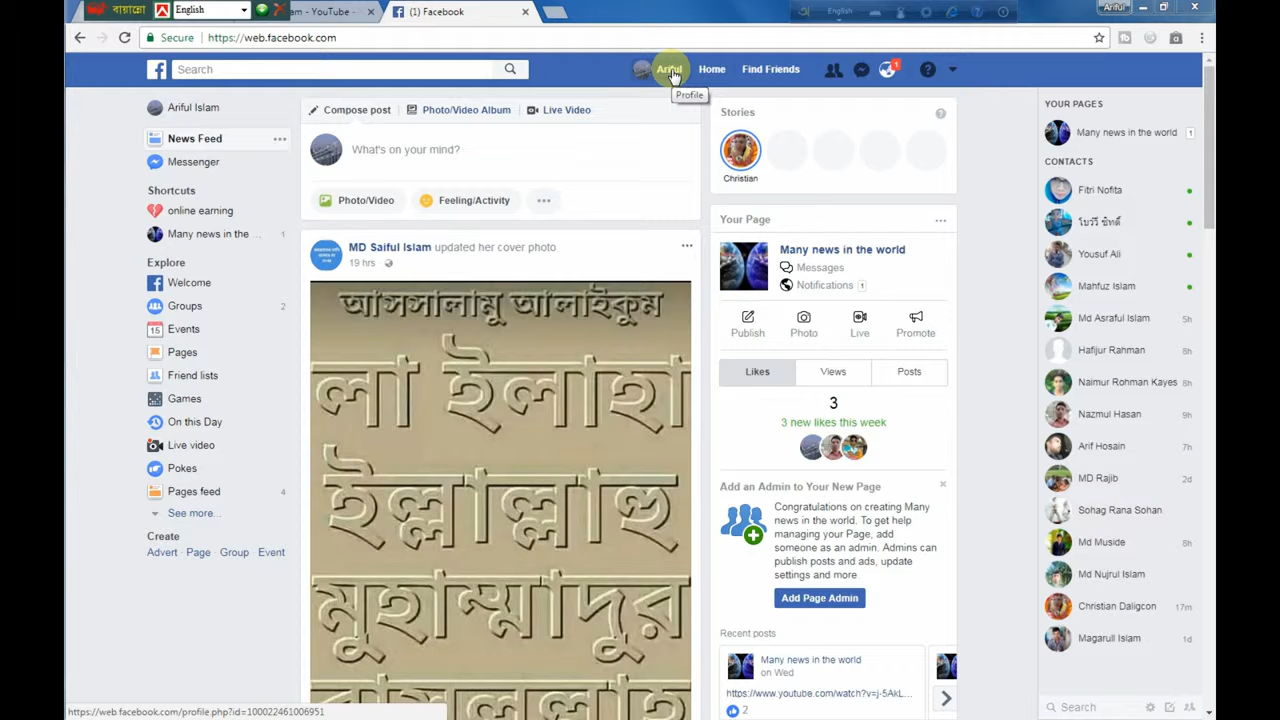 বায়ান্নো
English
am - YouTube -
(1) Facebook
English
Ariful
Secure
https://web.facebook.com
Search
Ariful
Home
Find Friends
1
Profile
Ariful Islam
News Feed
Messenger
Shortcuts
online earning
Many news in the ...
1
Explore
Welcome
Groups
2
15
Events
Pages
Friend lists
Games
On this Day
Live video
Pokes
Pages feed
4
See more...
Create
Advert
Page
Group
Event
Compose post
Photo/Video Album
Live Video
What's on your mind?
Photo/Video
Feeling/Activity
MD Saiful Islam updated her cover photo
19 hrs
আসসালামু আলাইকুম
লা ইলাহা
ইল্লাল্লাহু
মুহাম্মাদুর
রাসূলুল্লাহ
Stories
Christian
Your Page
Many news in the world
Messages
Notifications 1
Publish
Photo
Live
Promote
Likes
Views
Posts
3
3 new likes this week
Add an Admin to Your New Page
Congratulations on creating Many
news in the world. To get help
managing your Page, add
someone as an admin. Admins can
publish posts and ads, update
settings and more
Add Page Admin
Recent posts
Many news in the world
on Wed
https://www.youtube.com/watch?v=j-5AkL...
2
YOUR PAGES
Many news in the world
1
CONTACTS
Fitri Nofita
Yousuf Ali
Mahfuz Islam
Md Asraful Islam
5h
Hafijur Rahman
8h
Naimur Rohman Kayes
8h
Nazmul Hasan
9h
Arif Hosain
7h
MD Rajib
2d
Sohag Rana Sohan
Md Muside
8h
Md Nujrul Islam
Christian Daligcon
17m
Magarull Islam
1d
Search
https://web.facebook.com/profile.php?id=100022461006951